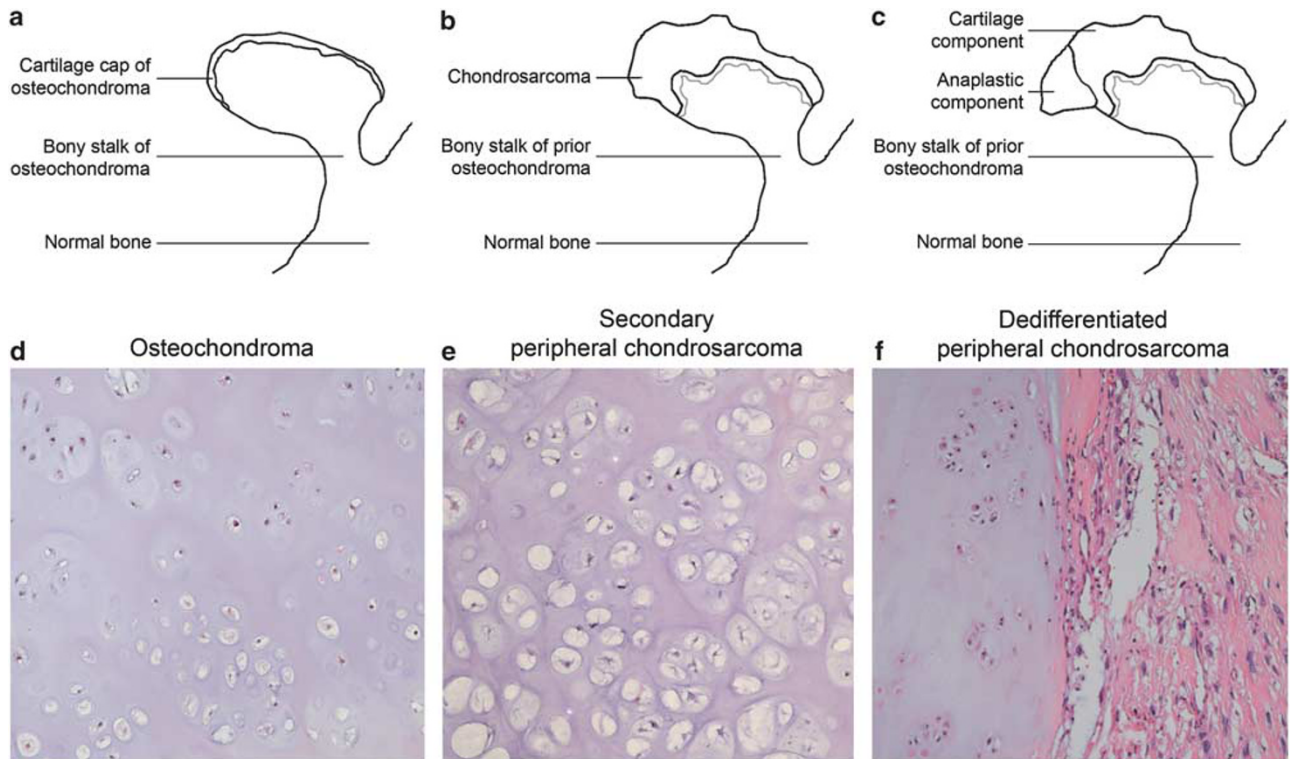 a
Cartilage cap of
osteochondroma
Bony stalk of
osteochondroma
Normal bone
b
Chondrosarcoma
Bony stalk of prior
osteochondroma
Normal bone
c
Cartilage
component
Anaplastic
component
Bony stalk of prior
osteochondroma
Normal bone
d
Osteochondroma
e
Secondary
peripheral chondrosarcoma
f
Dedifferentiated
peripheral chondrosarcoma